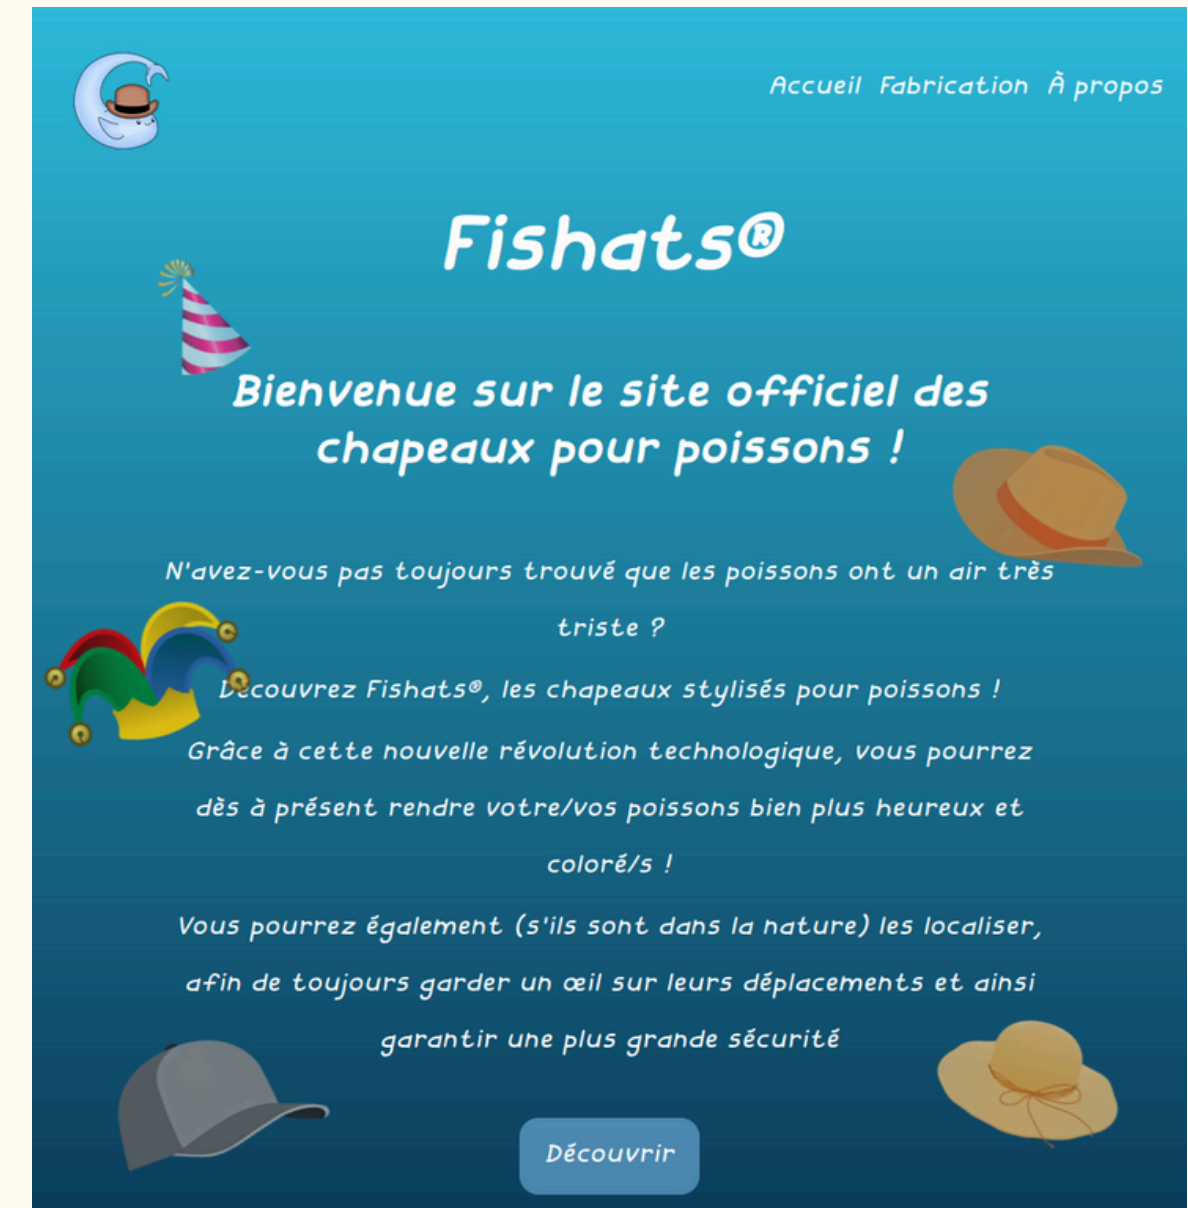 Accueil Fabrication À propos
Fishats®
Bienvenue sur le site officiel des
chapeaux pour poissons !
N'avez-vous pas toujours trouvé que les poissons ont un air très
triste ?
Découvrez Fishats®, les chapeaux stylisés pour poissons !
Grâce à cette nouvelle révolution technologique, vous pourrez
dès à présent rendre votre/vos poissons bien plus heureux et
coloré/s !
Vous pourrez également (s'ils sont dans la nature) les localiser,
afin de toujours garder un œil sur leurs déplacements et ainsi
garantir une plus grande sécurité
Découvrir